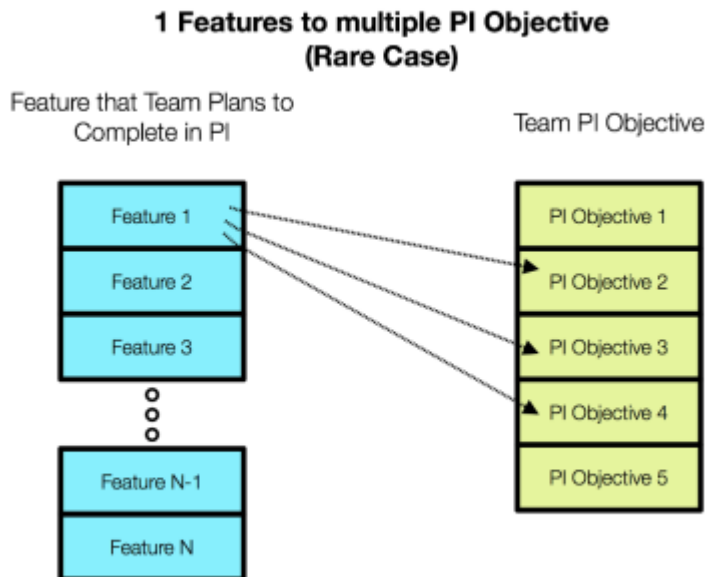 1 Features to multiple PI Objective
(Rare Case)
Feature that Team Plans to
Complete in PI
Team PI Objective
Feature 1
Feature 2
Feature 3
Feature N-1
Feature N
PI Objective 1
PI Objective 2
PI Objective 3
PI Objective 4
PI Objective 5